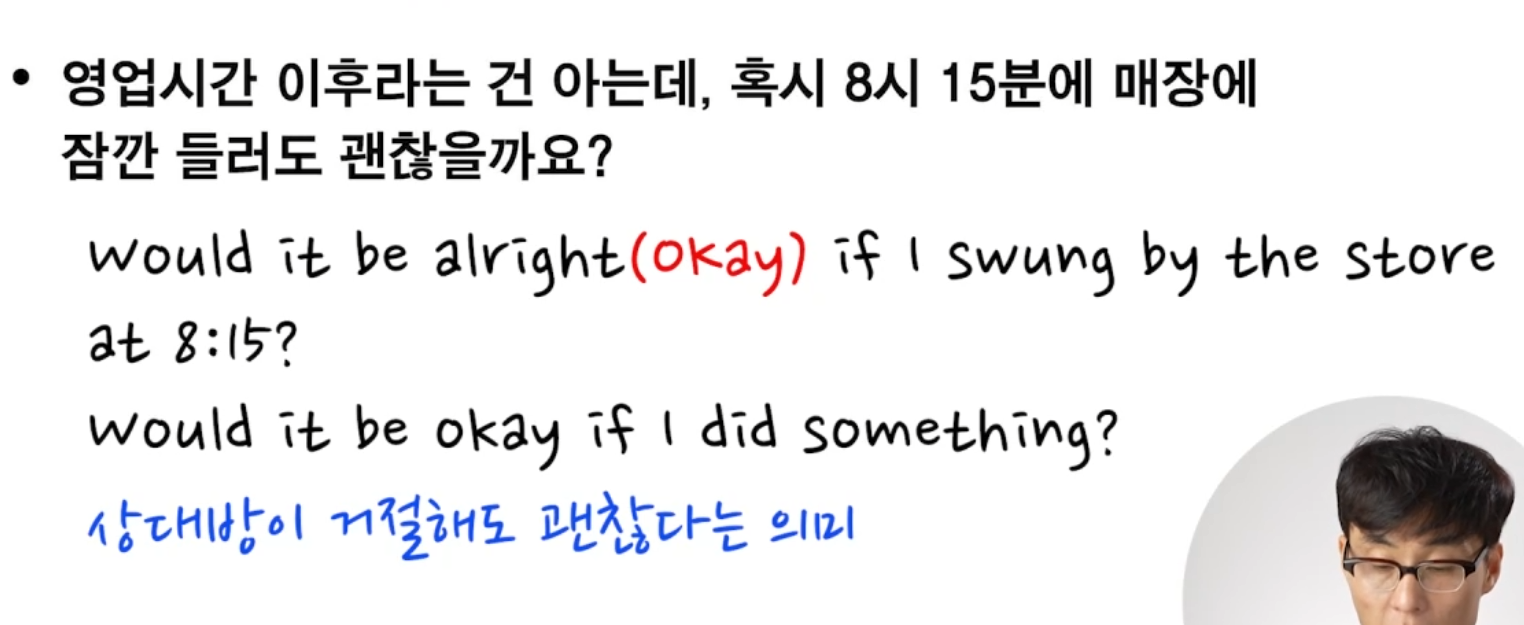 • 영업시간 이후라는 건 아는데, 혹시 8시 15분에 매장에
잠깐 들러도 괜찮을까요?
would it be alright(okay) if I swung by the store
at 8:15?
would it be okay if I did something?
상대방이 거절해도 괜찮다는 의미